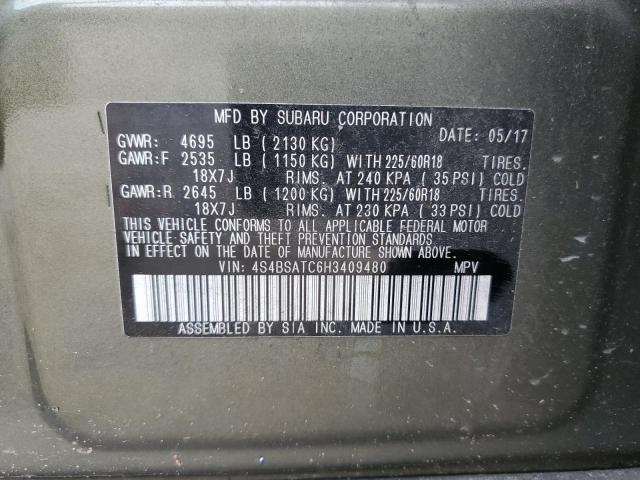 MFD BY SUBARU CORPORATION
DATE: 05/17
GVWR: 4695 LB ( 2130 KG)
GAWR:F 2535 LB ( 1150 KG) WITH 225/60R18 TIRES.
18X7J RIMS. AT 240 KPA ( 35 PSI) COLD
GAWR:R 2645 LB ( 1200 KG) WITH 225/60R18 TIRES.
18X7J RIMS. AT 230 KPA ( 33 PSI) COLD
THIS VEHICLE CONFORMS TO ALL APPLICABLE FEDERAL MOTOR
VEHICLE SAFETY AND THEFT PREVENTION STANDARDS
IN EFFECT ON THE DATE OF MANUFACTURE SHOWN ABOVE.
VIN: 4S4BSATC6H3409480 MPV
ASSEMBLED BY SIA INC. MADE IN U.S.A.